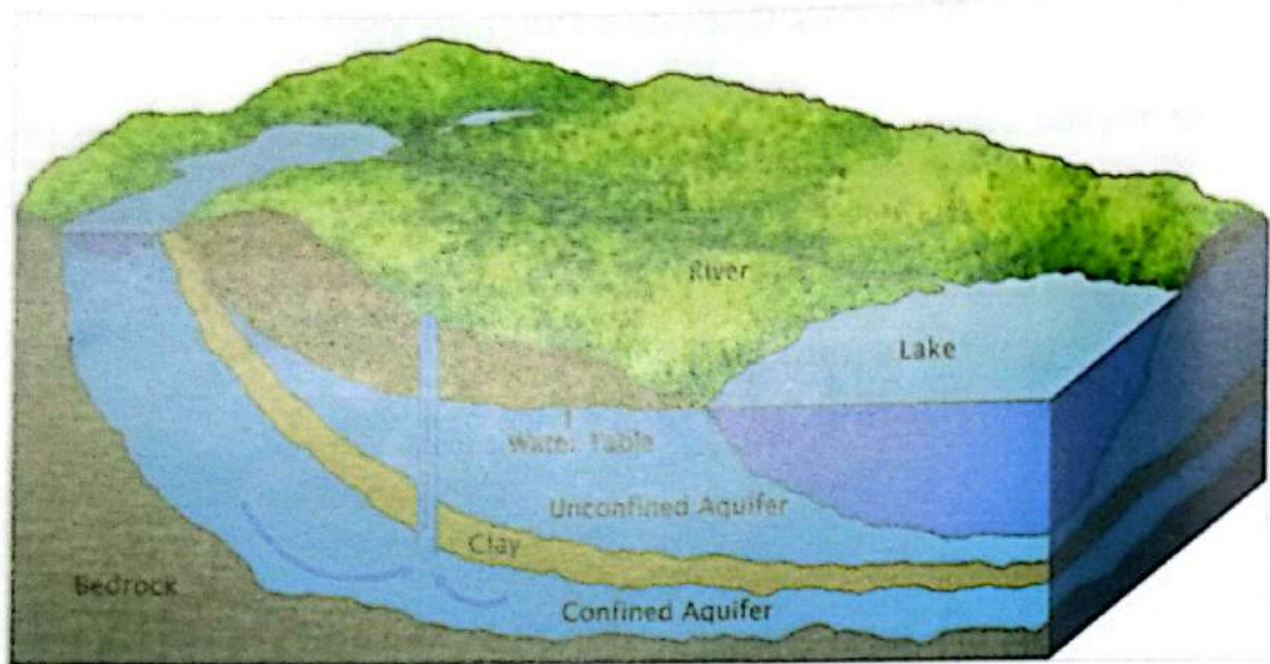 River
Lake
Water Table
Unconfined Aquifer
Clay
Bedrock
Confined Aquifer